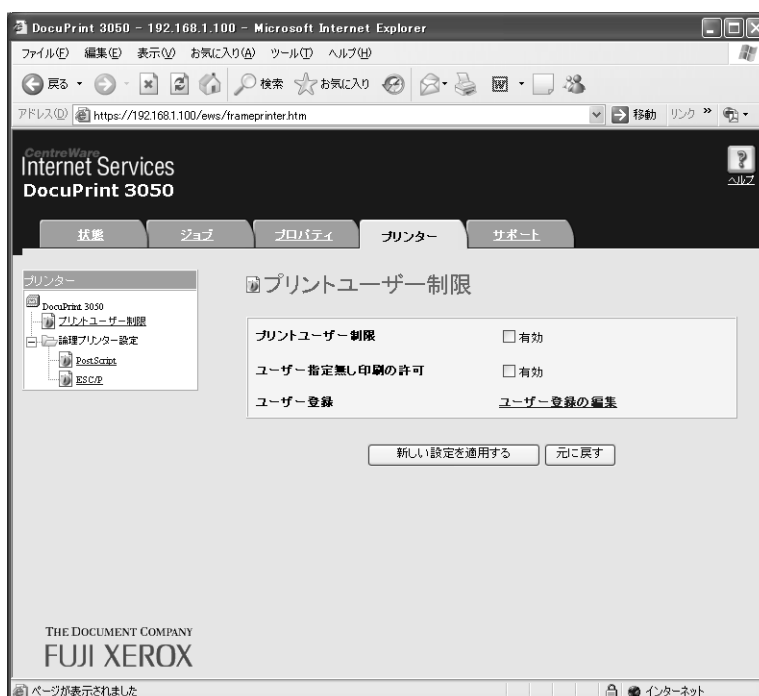 DocuPrint 3050 - 192.168.1.100 - Microsoft Internet Explorer
ファイル(F) 編集(E) 表示(V) お気に入り(A) ツール(T) ヘルプ(H)
戻る 検索 お気に入り
アドレス(D) https://192.168.1.100/ews/frameprinter.htm 移動 リンク »
CentreWare
Internet Services
DocuPrint 3050
ヘルプ
状態 ジョブ プロパティ プリンター サポート
プリンター
DocuPrint 3050
プリントユーザー制限
論理プリンター設定
PostScript
ESC/P
プリントユーザー制限
プリントユーザー制限 有効
ユーザー指定無し印刷の許可 有効
ユーザー登録 ユーザー登録の編集
新しい設定を適用する 元に戻す
THE DOCUMENT COMPANY
FUJI XEROX
ページが表示されました インターネット